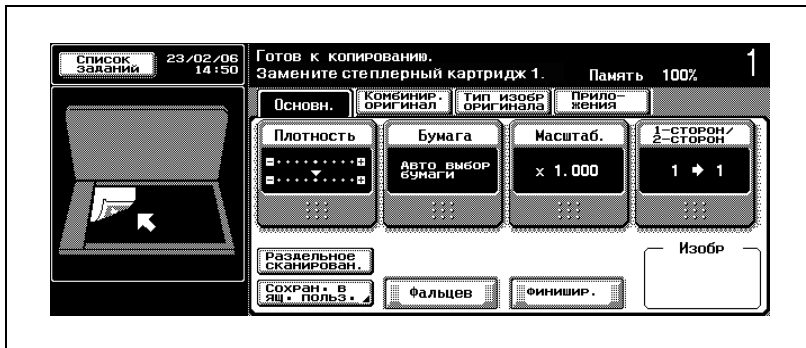 Список
заданий
23/02/06
14:50
Готов к копированию.
Замените степлерный картридж 1.
Память 100%
1
Основн.
Комбинир.
оригинал
Тип изобр
оригинала
Прило-
жения
Плотность
Бумага
Авто выбор
бумаги
Масштаб.
x 1.000
1-сторон/
2-сторон
1 ➔ 1
Изобр
Раздельное
сканирован.
Сохран. в
ящ. польз.
Фальцев
Финишир.